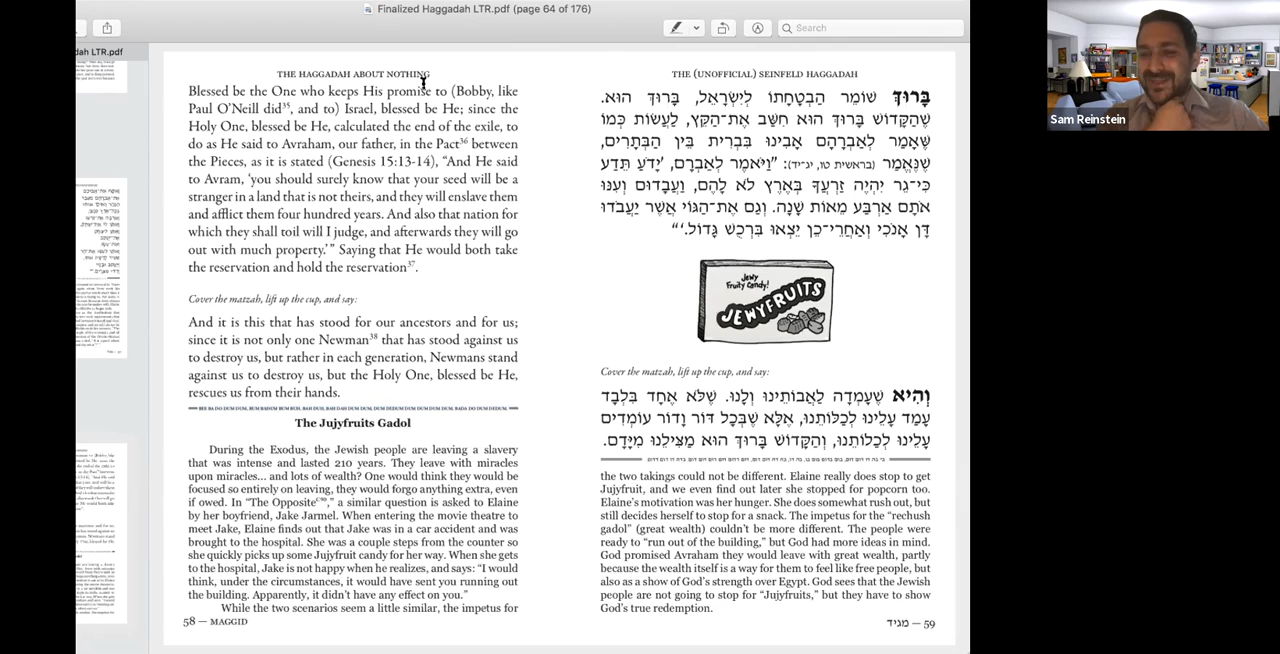 Finalized Haggadah LTR.pdf (page 64 of 176)
Search
dah LTR.pdf
Sam Reinstein
THE HAGGADAH ABOUT NOTHING
Blessed be the One who keeps His promise to (Bobby, like
Paul O'Neill did35, and to) Israel, blessed be He; since the
Holy One, blessed be He, calculated the end of the exile, to
do as He said to Avraham, our father, in the Pact36 between
the Pieces, as it is stated (Genesis 15:13-14), "And He said
to Avram, 'you should surely know that your seed will be a
stranger in a land that is not theirs, and they will enslave them
and afflict them four hundred years. And also that nation for
which they shall toil will I judge, and afterwards they will go
out with much property.'" Saying that He would both take
the reservation and hold the reservation37.
Cover the matzah, lift up the cup, and say:
And it is this that has stood for our ancestors and for us,
since it is not only one Newman38 that has stood against us
to destroy us, but rather in each generation, Newmans stand
against us to destroy us, but the Holy One, blessed be He,
rescues us from their hands.
The Jujyfruits Gadol
During the Exodus, the Jewish people are leaving a slavery
that was intense and lasted 210 years. They leave with miracles
upon miracles... and lots of wealth? One would think they would be
focused so entirely on leaving, they would forgo anything extra, even
if owed. In "The Opposite," a similar question is asked to Elaine
by her boyfriend, Jake Jarmel. When entering the movie theatre to
meet Jake, Elaine finds out that Jake was in a car accident and was
brought to the hospital. She was a couple steps from the counter so
she quickly picks up some Jujyfruit candy for her way. When she gets
to the hospital, Jake is not happy when he realizes, and says: "I would
think, under the circumstances, that would have sent you running out
the building. Apparently, it didn't have any effect on you."
While the two scenarios seem a little similar, the impetus for
58 — MAGGID
THE (UNOFFICIAL) SEINFELD HAGGADAH
בָּרוּךְ שׁוֹמֵר הַבְטָחָתוֹ לְיִשְׂרָאֵל, בָּרוּךְ הוּא.
שֶׁהַקָּדוֹשׁ בָּרוּךְ הוּא חִשַּׁב אֶת־הַקֵּץ, לַעֲשׂוֹת כְּמוֹ
שֶׁאָמַר לְאַבְרָהָם אָבִינוּ בִּבְרִית בֵּין הַבְּתָרִים,
שֶׁנֶּאֱמַר (בראשית טו, יג־יד): "וַיֹּאמֶר לְאַבְרָם, 'יָדֹעַ תֵּדַע
כִּי־גֵר יִהְיֶה זַרְעֲךָ בְּאֶרֶץ לֹא לָהֶם, וַעֲבָדוּם וְעִנּוּ
אֹתָם אַרְבַּע מֵאוֹת שָׁנָה. וְגַם אֶת־הַגּוֹי אֲשֶׁר יַעֲבֹדוּ
דָּן אָנֹכִי וְאַחֲרֵי־כֵן יֵצְאוּ בִּרְכֻשׁ גָּדוֹל.'"
Jewy
Fruity Candy!
JEWYFRUITS
Cover the matzah, lift up the cup, and say:
וְהִיא שֶׁעָמְדָה לַאֲבוֹתֵינוּ וְלָנוּ. שֶׁלֹּא אֶחָד בִּלְבַד
עָמַד עָלֵינוּ לְכַלּוֹתֵנוּ, אֶלָּא שֶׁבְּכָל דּוֹר וָדוֹר עוֹמְדִים
עָלֵינוּ לְכַלוֹתֵנוּ, וְהַקָּדוֹשׁ בָּרוּךְ הוּא מַצִּילֵנוּ מִיָּדָם.
the two takings could not be different. Elaine really does stop to get
Jujyfruit, and we even find out later she stopped for popcorn too.
Elaine's motivation was her hunger. She does somewhat rush out, but
still decides herself to stop for a snack. The impetus for the "rechush
gadol" (great wealth) couldn't be more different. The people were
ready to "run out of the building," but God had more ideas in mind.
God promised Avraham they would leave with great wealth, partly
because the wealth itself is a way for them to feel like free people, but
also as a show of God's strength over Egypt. God sees that the Jewish
people are not going to stop for "Jujyfruits," but they have to show
God's true redemption.
מגיד — 59